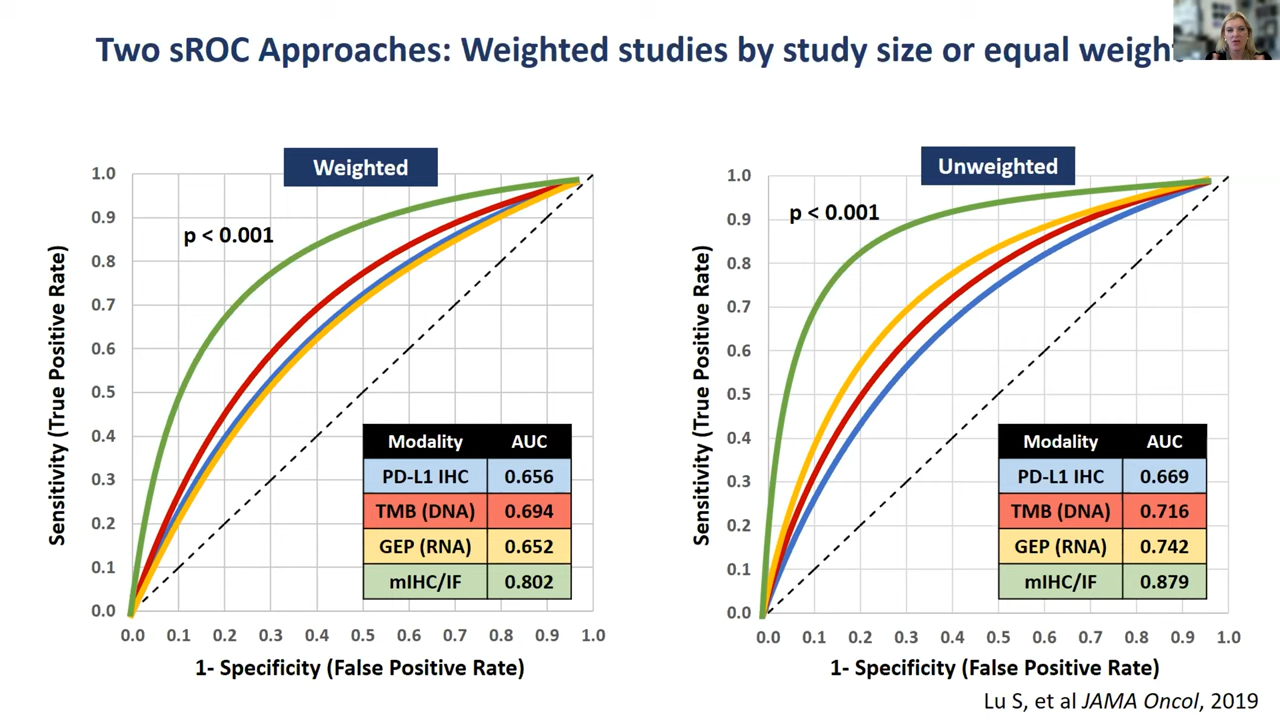 Two sROC Approaches: Weighted studies by study size or equal weight
Weighted
p < 0.001
Sensitivity (True Positive Rate)
1.0
0.9
0.8
0.7
0.6
0.5
0.4
0.3
0.2
0.1
0.0
0.0 0.1 0.2 0.3 0.4 0.5 0.6 0.7 0.8 0.9 1.0
1- Specificity (False Positive Rate)
Modality AUC
PD-L1 IHC 0.656
TMB (DNA) 0.694
GEP (RNA) 0.652
mIHC/IF 0.802
Unweighted
p < 0.001
Sensitivity (True Positive Rate)
1.0
0.9
0.8
0.7
0.6
0.5
0.4
0.3
0.2
0.1
0.0
0.0 0.1 0.2 0.3 0.4 0.5 0.6 0.7 0.8 0.9 1.0
1- Specificity (False Positive Rate)
Modality AUC
PD-L1 IHC 0.669
TMB (DNA) 0.716
GEP (RNA) 0.742
mIHC/IF 0.879
Lu S, et al JAMA Oncol, 2019